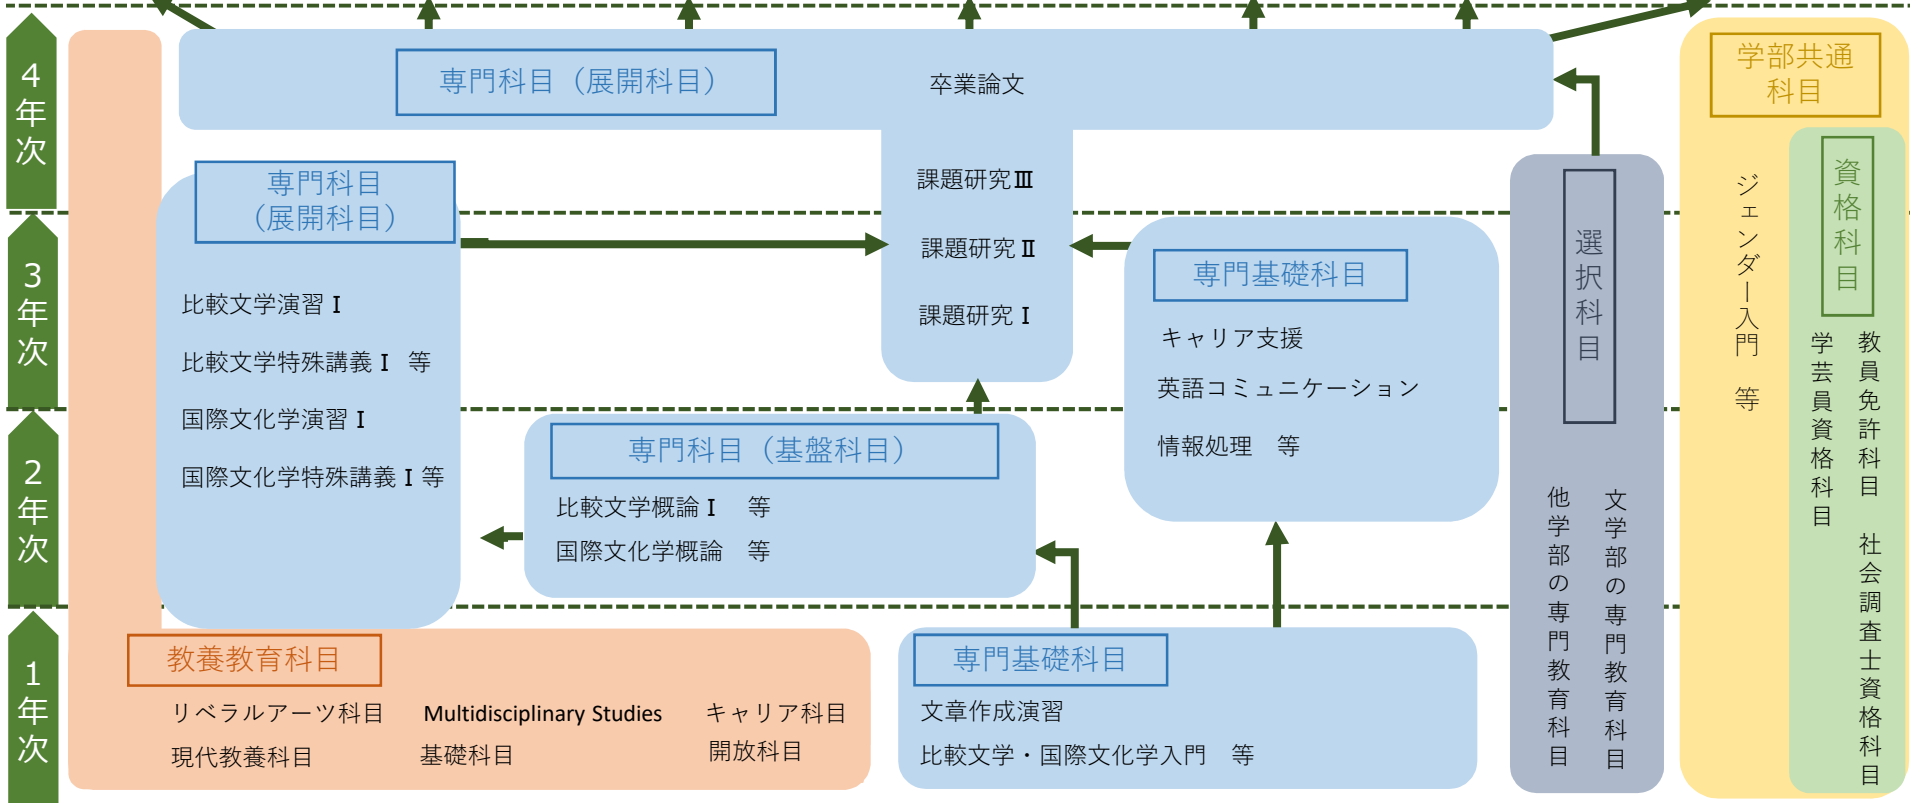 4年次
専門科目（展開科目）
卒業論文
学部共通
科目
専門科目
（展開科目）
課題研究Ⅲ
課題研究Ⅱ
課題研究Ⅰ
3年次
比較文学演習Ⅰ
比較文学特殊講義Ⅰ　等
国際文化学演習Ⅰ
国際文化学特殊講義Ⅰ等
専門基礎科目
キャリア支援
英語コミュニケーション
情報処理　等
選択科目
文学部の専門教育科目
他学部の専門教育科目
ジェンダー入門　等
資格科目
教員免許科目　社会調査士資格科目
学芸員資格科目
2年次
専門科目（基盤科目）
比較文学概論Ⅰ　等
国際文化学概論　等
1年次
教養教育科目
リベラルアーツ科目　Multidisciplinary Studies　キャリア科目
現代教養科目　基礎科目　開放科目
専門基礎科目
文章作成演習
比較文学・国際文化学入門　等